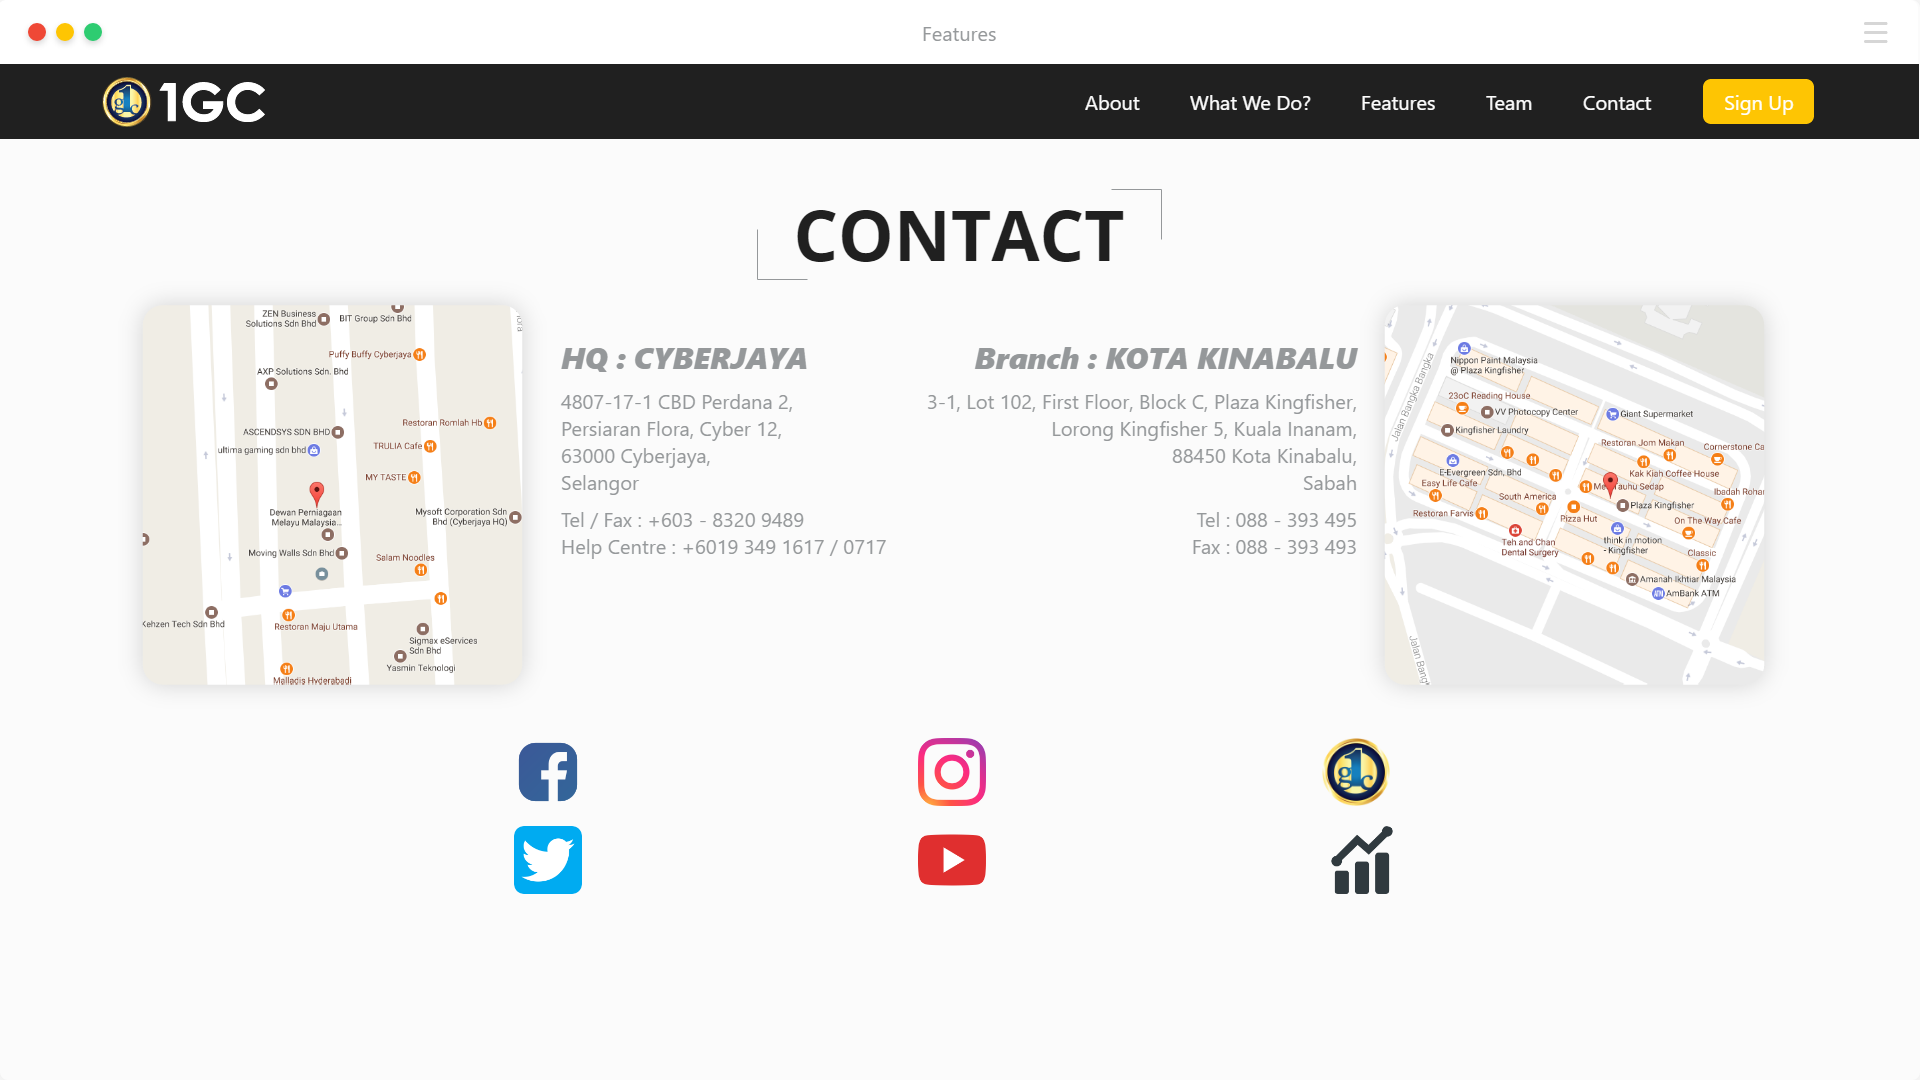 Features
1GC
About
What We Do?
Features
Team
Contact
Sign Up
CONTACT
HQ : CYBERJAYA
4807-17-1 CBD Perdana 2,
Persiaran Flora, Cyber 12,
63000 Cyberjaya,
Selangor
Tel / Fax : +603 - 8320 9489
Help Centre : +6019 349 1617 / 0717
Branch : KOTA KINABALU
3-1, Lot 102, First Floor, Block C, Plaza Kingfisher,
Lorong Kingfisher 5, Kuala Inanam,
88450 Kota Kinabalu,
Sabah
Tel : 088 - 393 495
Fax : 088 - 393 493
ZEN Business
Solutions Sdn Bhd
BIT Group Sdn Bhd
Puffy Buffy Cyberjaya
AXP Solutions Sdn. Bhd
Restoran Romlah Hb
ASCENDSYS SDN BHD
TRULIA Cafe
ultima gaming sdn bhd
MY TASTE
Dewan Perniagaan
Melayu Malaysia...
Mysoft Corporation Sdn
Bhd (Cyberjaya HQ)
Moving Walls Sdn Bhd
Salam Noodles
Kehzen Tech Sdn Bhd
Restoran Maju Utama
Sigmax eServices
Sdn Bhd
Yasmin Teknologi
Malladis Hyderabadi
Jalan Bangka Bangka
Nippon Paint Malaysia
@ Plaza Kingfisher
23oC Reading House
VV Photocopy Center
Giant Supermarket
Kingfisher Laundry
Restoran Jom Makan
Cornerstone Ca
E-Evergreen Sdn, Bhd
Kak Kiah Coffee House
Easy Life Cafe
Tauhu Sedap
South America
Ibadah Rohan
Plaza Kingfisher
Restoran Farvis
Pizza Hut
On The Way Cafe
Teh and Chan
Dental Surgery
think in motion
- Kingfisher
Classic
Amanah Ikhtiar Malaysia
ATM
AmBank ATM
Jalan Bangk
g1c